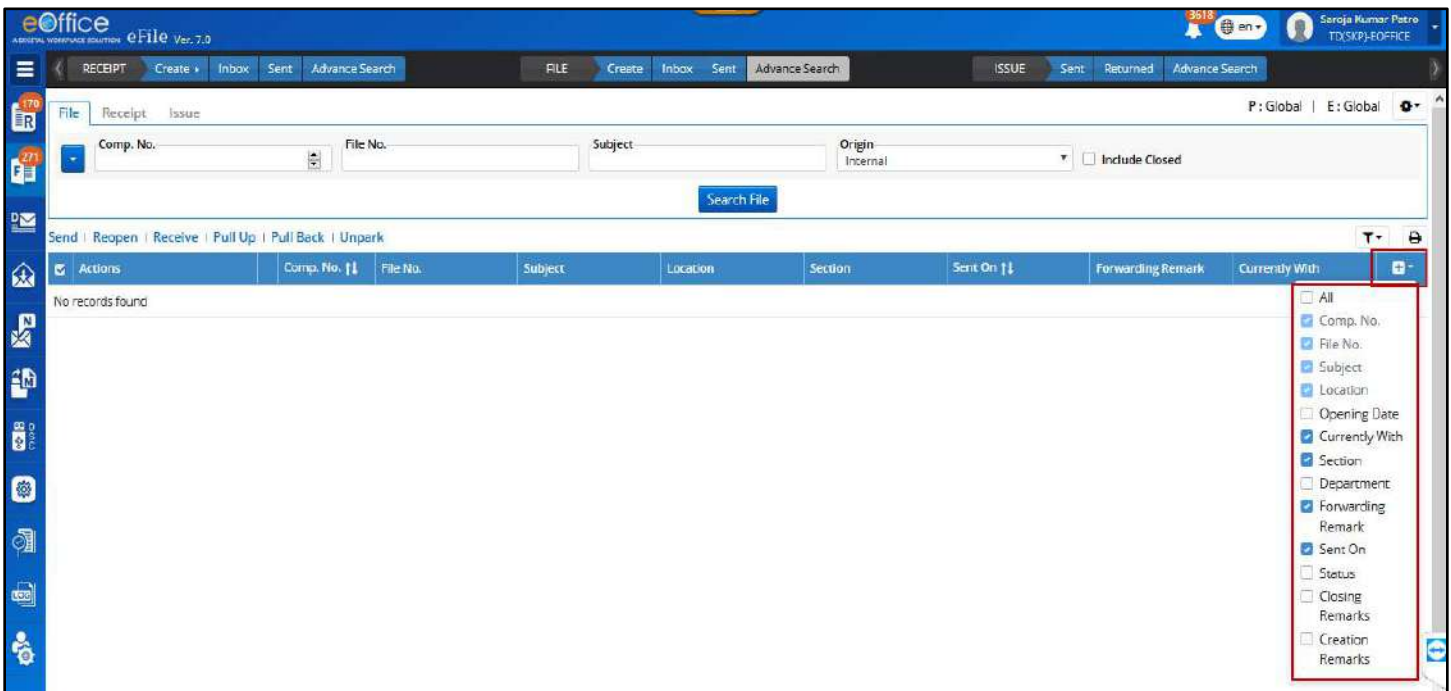 eOffice
A DIGITAL WORKPLACE SOLUTION eFile Ver. 7.0
3618
en
Saroja Kumar Patro
TD(SKP)-EOFFICE
RECEIPT Create Inbox Sent Advance Search FILE Create Inbox Sent Advance Search ISSUE Sent Returned Advance Search
170
R
File Receipt Issue
P : Global | E : Global
Comp. No. File No. Subject Origin
Internal
Include Closed
271
F
Search File
D
Send | Reopen | Receive | Pull Up | Pull Back | Unpark
Actions Comp. No. File No. Subject Location Section Sent On Forwarding Remark Currently With
No records found
All
Comp. No.
N
File No.
Subject
M
Location
Opening Date
DSC
Currently With
Section
Department
Forwarding
Remark
Sent On
Status
LOG
Closing
Remarks
Creation
Remarks